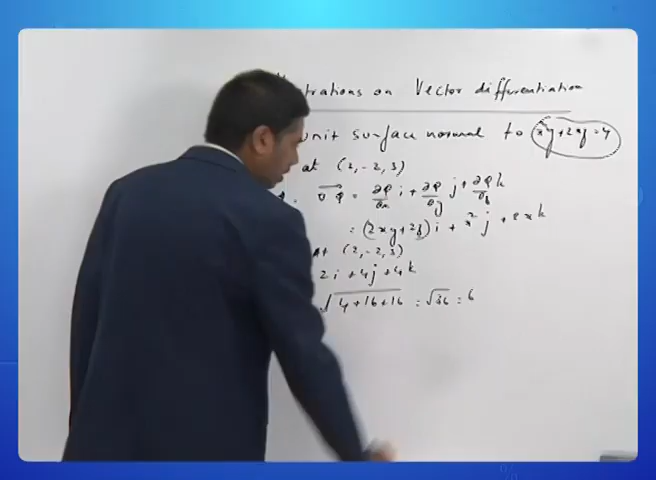 trations on Vector differentiation
unit surface normal to x²y+2xz=4
at (2,-2,3)
∇φ = ∂φ/∂x i + ∂φ/∂y j + ∂φ/∂z k
= (2xy+2z) i + x² j + 2x k
At (2,-2,3)
2i +4j +4k
√4+16+16 = √36 = 6